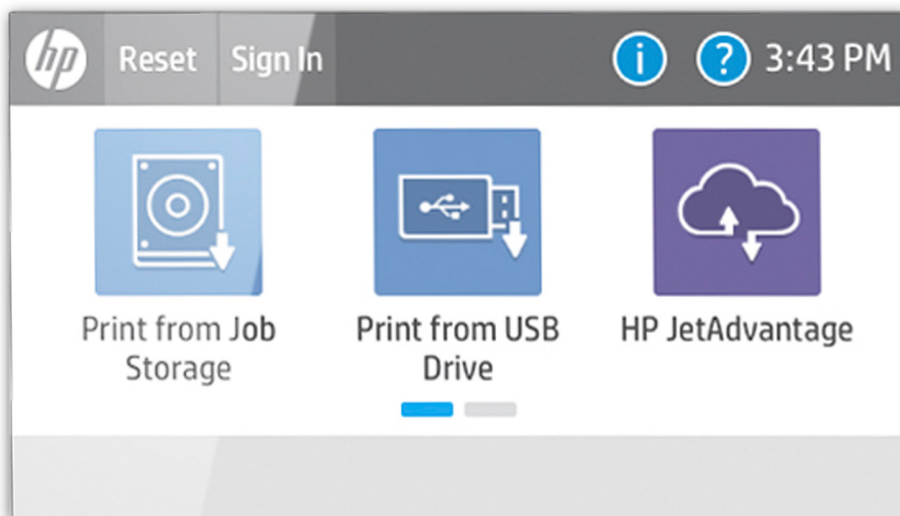 hp Reset Sign In i ? 3:43 PM
Print from Job Print from USB HP JetAdvantage
Storage Drive